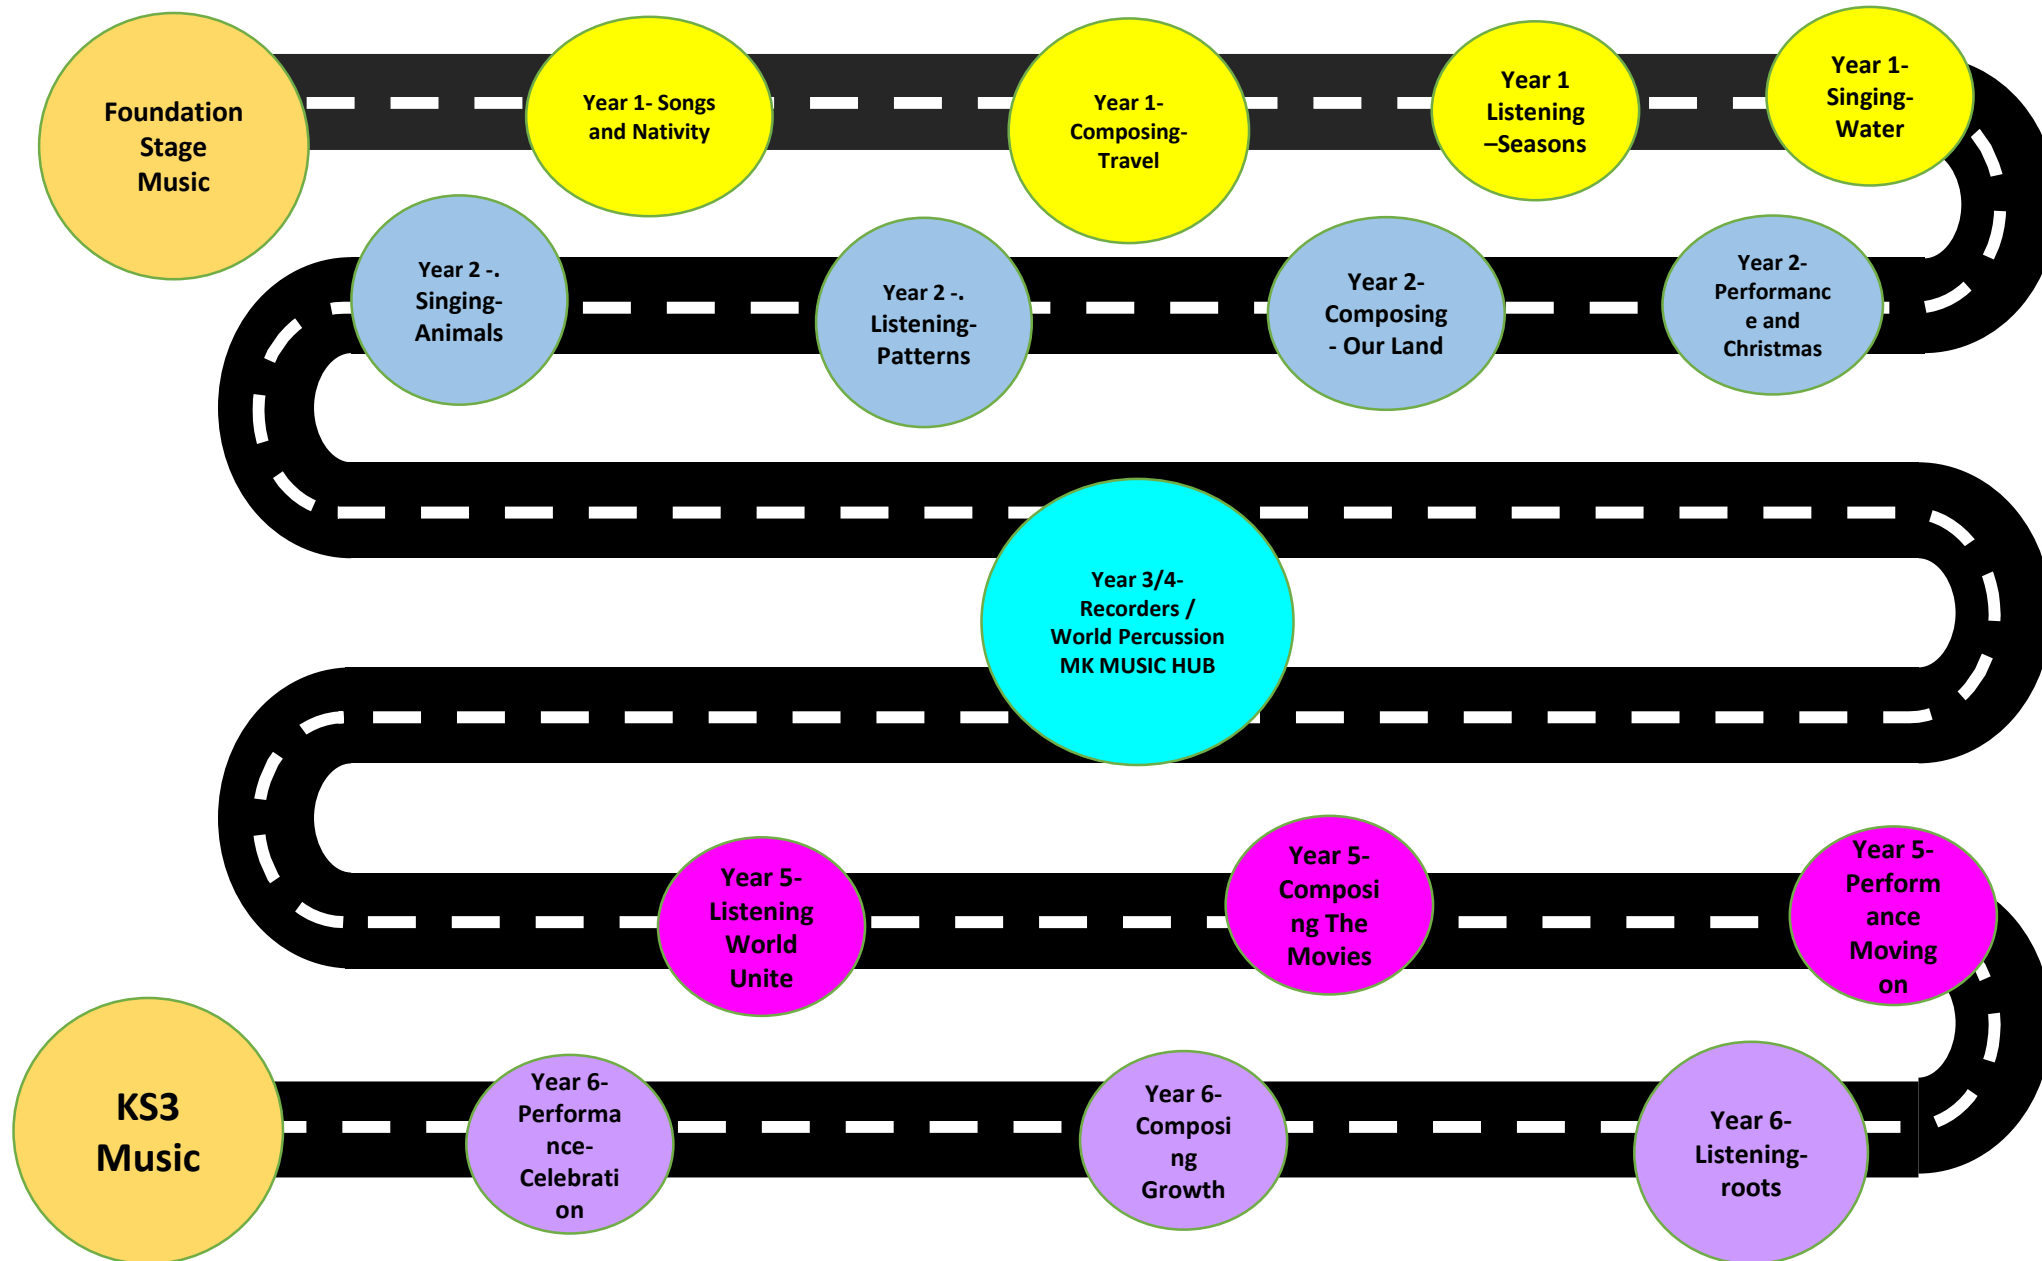 Foundation
Stage
Music
Year 1- Songs
and Nativity
Year 1-
Composing-
Travel
Year 1
Listening
–Seasons
Year 1-
Singing-
Water
Year 2 -.
Singing-
Animals
Year 2 -.
Listening-
Patterns
Year 2-
Composing
- Our Land
Year 2-
Performanc
e and
Christmas
Year 3/4-
Recorders /
World Percussion
MK MUSIC HUB
Year 5-
Listening
World
Unite
Year 5-
Composi
ng The
Movies
Year 5-
Perform
ance
Moving
on
KS3
Music
Year 6-
Performa
nce-
Celebrati
on
Year 6-
Composi
ng
Growth
Year 6-
Listening-
roots